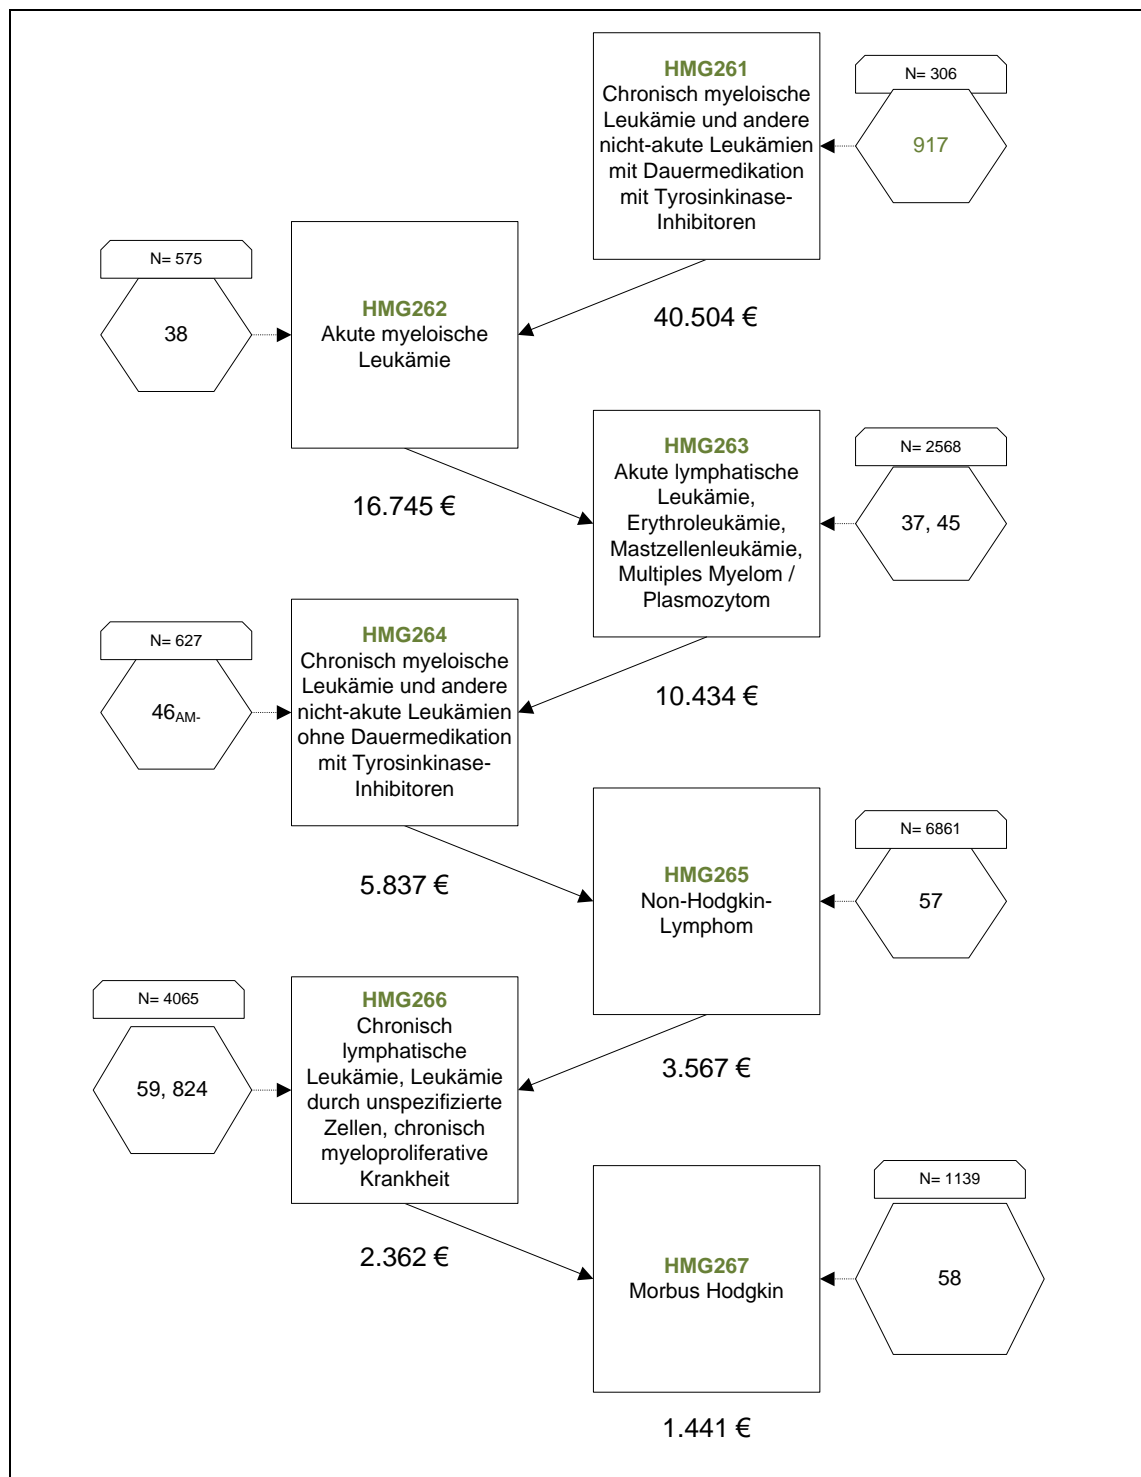 HMG261
Chronisch myeloische
Leukämie und andere
nicht-akute Leukämien
mit Dauermedikation
mit Tyrosinkinase-
Inhibitoren
N= 306
917
40.504 €
N= 575
38
HMG262
Akute myeloische
Leukämie
16.745 €
HMG263
Akute lymphatische
Leukämie,
Erythroleukämie,
Mastzellenleukämie,
Multiples Myelom /
Plasmozytom
N= 2568
37, 45
10.434 €
N= 627
46AM-
HMG264
Chronisch myeloische
Leukämie und andere
nicht-akute Leukämien
ohne Dauermedikation
mit Tyrosinkinase-
Inhibitoren
5.837 €
HMG265
Non-Hodgkin-
Lymphom
N= 6861
57
3.567 €
N= 4065
59, 824
HMG266
Chronisch
lymphatische
Leukämie, Leukämie
durch unspezifizierte
Zellen, chronisch
myeloproliferative
Krankheit
2.362 €
HMG267
Morbus Hodgkin
N= 1139
58
1.441 €